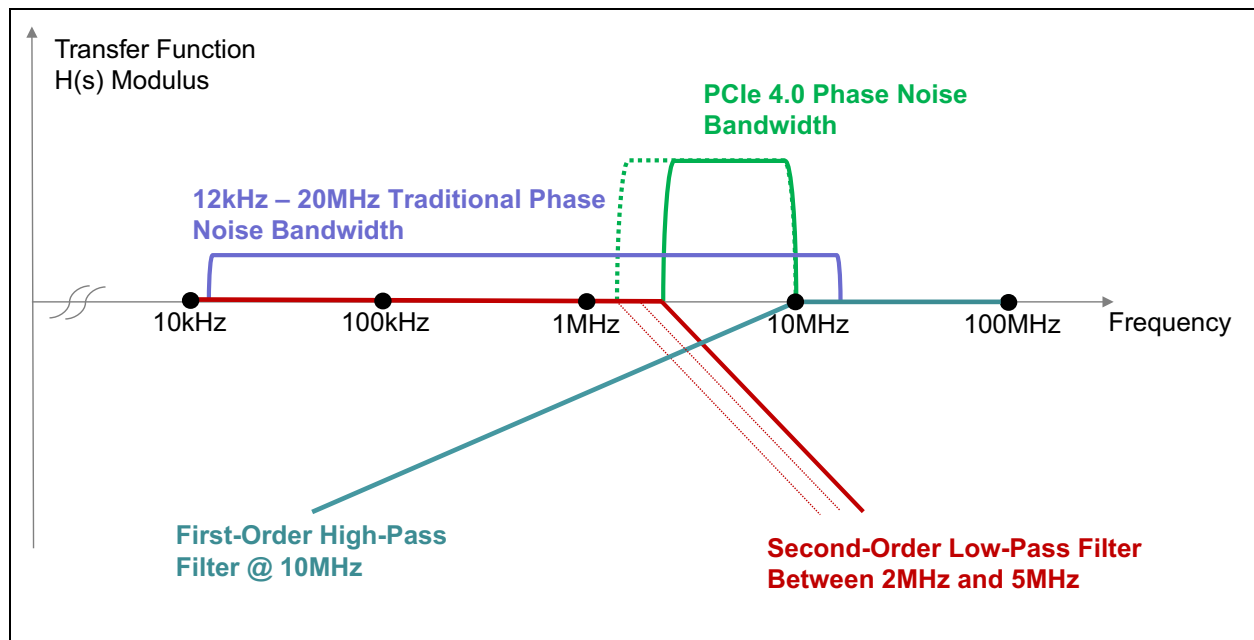 Transfer Function
H(s) Modulus
PCIe 4.0 Phase Noise
Bandwidth
12kHz – 20MHz Traditional Phase
Noise Bandwidth
10kHz
100kHz
1MHz
10MHz
100MHz
Frequency
First-Order High-Pass
Filter @ 10MHz
Second-Order Low-Pass Filter
Between 2MHz and 5MHz